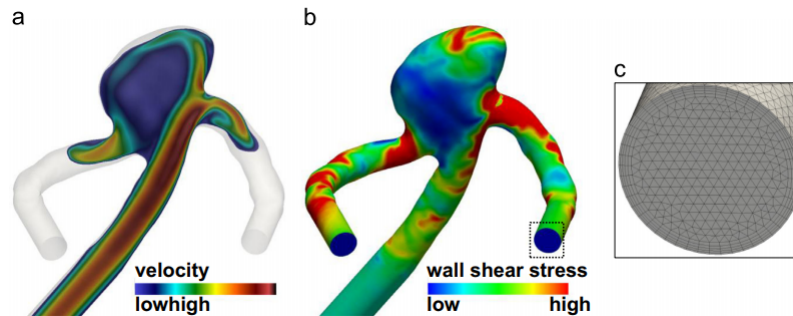 a
b
c
velocity
lowhigh
wall shear stress
low high